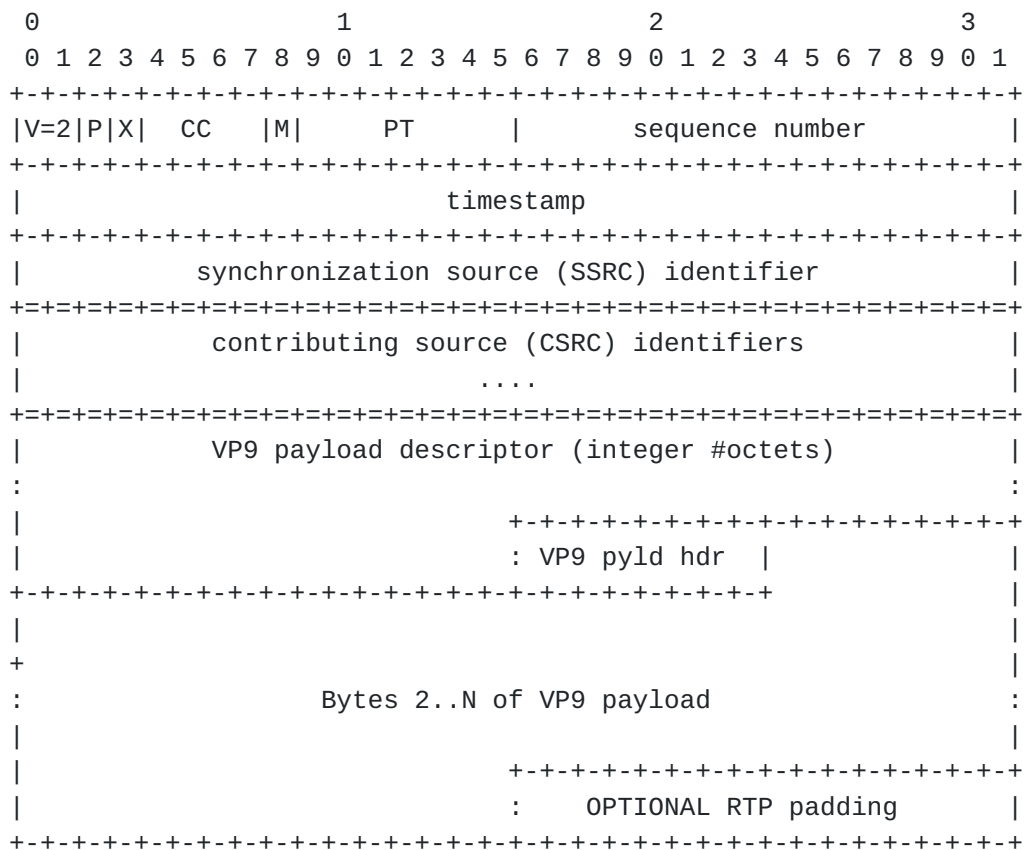 0                   1                   2                   3
 0 1 2 3 4 5 6 7 8 9 0 1 2 3 4 5 6 7 8 9 0 1 2 3 4 5 6 7 8 9 0 1
+-+-+-+-+-+-+-+-+-+-+-+-+-+-+-+-+-+-+-+-+-+-+-+-+-+-+-+-+-+-+-+-+
|V=2|P|X|  CC   |M|     PT      |       sequence number         |
+-+-+-+-+-+-+-+-+-+-+-+-+-+-+-+-+-+-+-+-+-+-+-+-+-+-+-+-+-+-+-+-+
|                           timestamp                           |
+-+-+-+-+-+-+-+-+-+-+-+-+-+-+-+-+-+-+-+-+-+-+-+-+-+-+-+-+-+-+-+-+
|           synchronization source (SSRC) identifier            |
+=+=+=+=+=+=+=+=+=+=+=+=+=+=+=+=+=+=+=+=+=+=+=+=+=+=+=+=+=+=+=+=+
|            contributing source (CSRC) identifiers             |
|                             ....                              |
+=+=+=+=+=+=+=+=+=+=+=+=+=+=+=+=+=+=+=+=+=+=+=+=+=+=+=+=+=+=+=+=+
|            VP9 payload descriptor (integer #octets)           |
:                                                               :
|                               +-+-+-+-+-+-+-+-+-+-+-+-+-+-+-+-+
|                               : VP9 pyld hdr  |               |
+-+-+-+-+-+-+-+-+-+-+-+-+-+-+-+-+-+-+-+-+-+-+-+-+               |
|                                                               |
+                                                               |
:                   Bytes 2..N of VP9 payload                   :
|                                                               |
|                               +-+-+-+-+-+-+-+-+-+-+-+-+-+-+-+-+
|                               :    OPTIONAL RTP padding       |
+-+-+-+-+-+-+-+-+-+-+-+-+-+-+-+-+-+-+-+-+-+-+-+-+-+-+-+-+-+-+-+-+